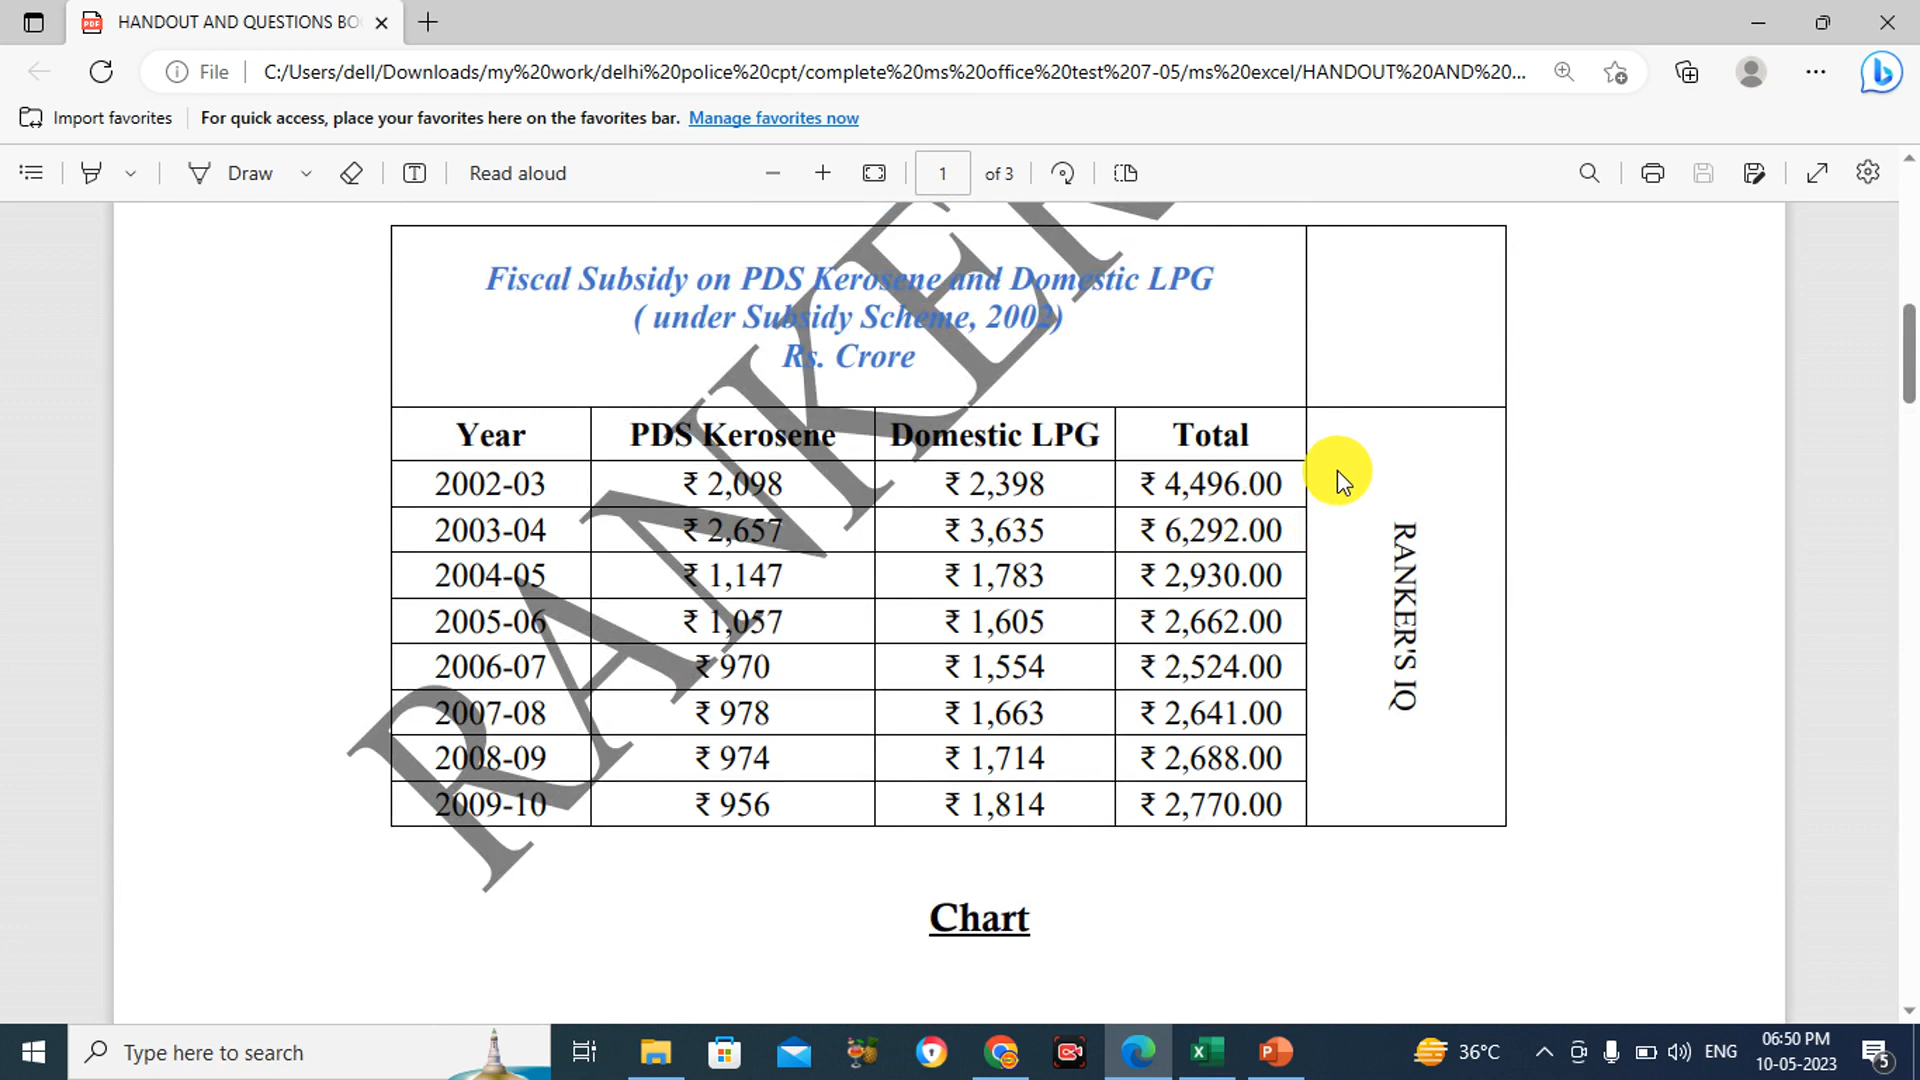 HANDOUT AND QUESTIONS BO
File C:/Users/dell/Downloads/my%20work/delhi%20police%20cpt/complete%20ms%20office%20test%207-05/ms%20excel/HANDOUT%20AND%20...
Import favorites For quick access, place your favorites here on the favorites bar. Manage favorites now
Draw Read aloud 1 of 3
Fiscal Subsidy on PDS Kerosene and Domestic LPG
( under Subsidy Scheme, 2002)
Rs. Crore
Year PDS Kerosene Domestic LPG Total
2002-03 ₹ 2,098 ₹ 2,398 ₹ 4,496.00
2003-04 ₹ 2,657 ₹ 3,635 ₹ 6,292.00
2004-05 ₹ 1,147 ₹ 1,783 ₹ 2,930.00
2005-06 ₹ 1,057 ₹ 1,605 ₹ 2,662.00
2006-07 ₹ 970 ₹ 1,554 ₹ 2,524.00
2007-08 ₹ 978 ₹ 1,663 ₹ 2,641.00
2008-09 ₹ 974 ₹ 1,714 ₹ 2,688.00
2009-10 ₹ 956 ₹ 1,814 ₹ 2,770.00
RANKER'S IQ
RANKER
Chart
Type here to search 36°C ENG 06:50 PM
10-05-2023 5